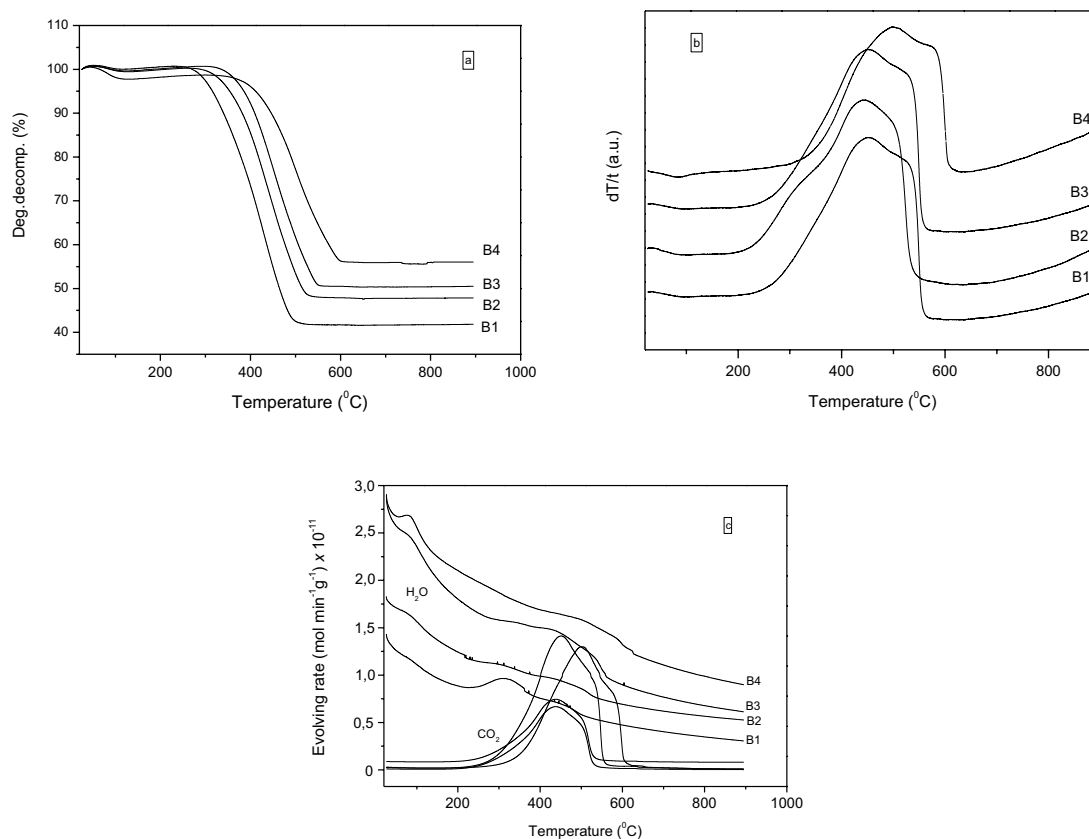 110
100
90
80
70
60
50
40
Deg.decomp. (%)
a
B4
B3
B2
B1
200
400
600
800
1000
Temperature (⁰C)
b
dT/t (a.u.)
B4
B3
B2
B1
200
400
600
800
Temperature (⁰C)
3,0
2,5
2,0
1,5
1,0
0,5
0
Evolving rate (mol min⁻¹g⁻¹) x 10⁻¹¹
c
H₂O
CO₂
B4
B3
B2
B1
200
400
600
800
1000
Temperature (⁰C)